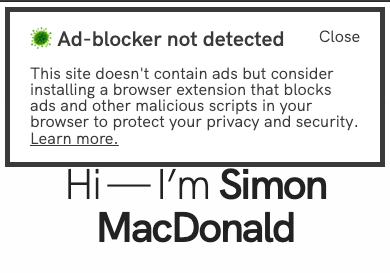 Ad-blocker not detected
Close
This site doesn't contain ads but consider
installing a browser extension that blocks
ads and other malicious scripts in your
browser to protect your privacy and security.
Learn more.
Hi — I’m Simon
MacDonald